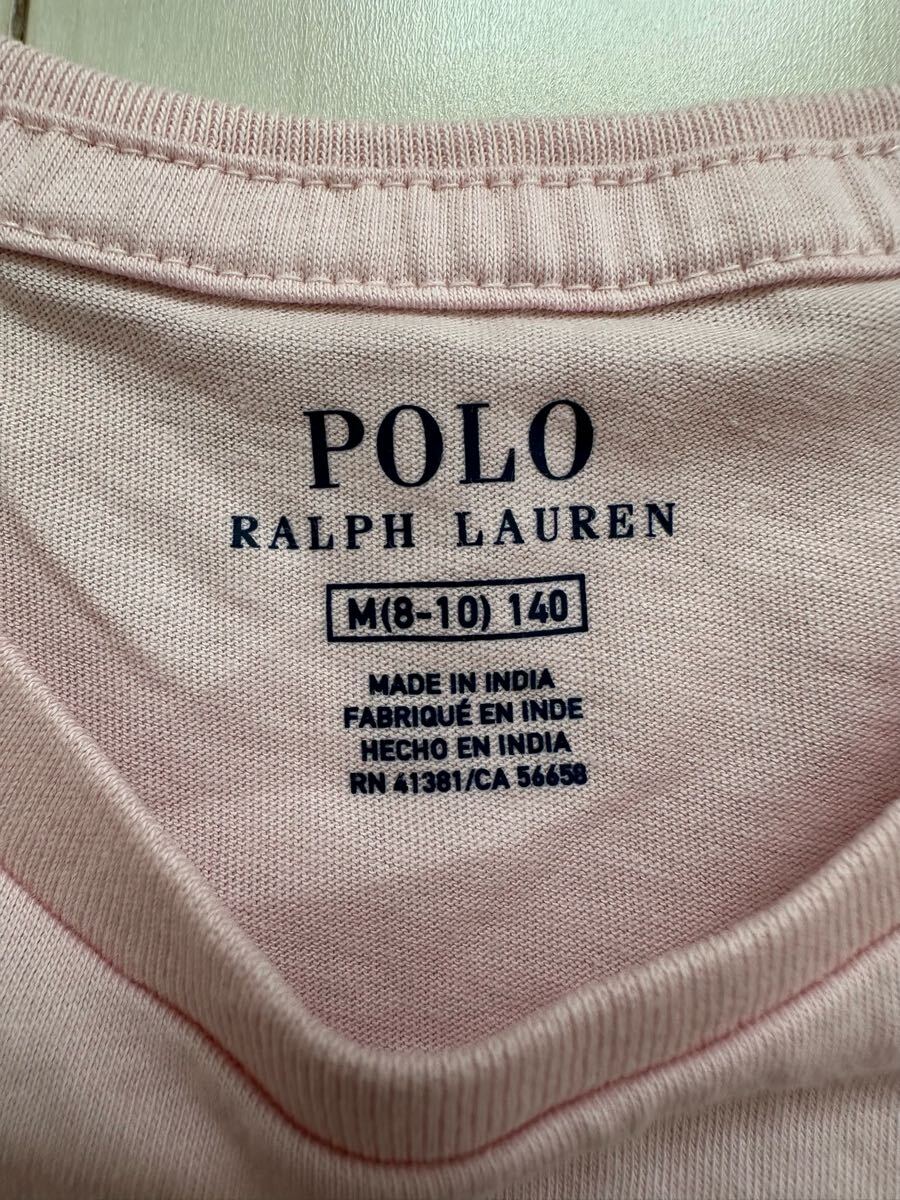 POLO
RALPH LAUREN
M(8-10) 140
MADE IN INDIA
FABRIQUÉ EN INDE
HECHO EN INDIA
RN 41381/CA 56658